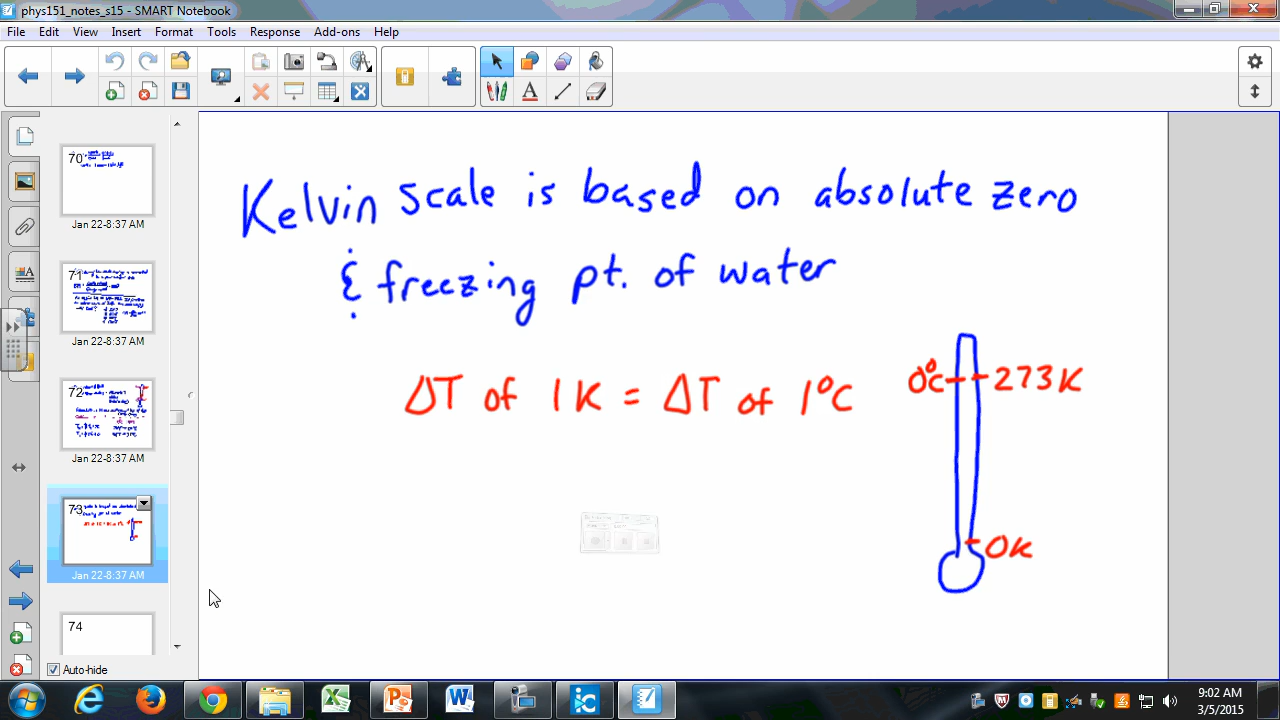 phys151_notes_s15 - SMART Notebook
File Edit View Insert Format Tools Response Add-ons Help
70
Jan 22-8:37 AM
71
Jan 22-8:37 AM
72
Jan 22-8:37 AM
73
Jan 22-8:37 AM
74
Auto-hide
Kelvin scale is based on absolute zero
& freezing pt. of water
ΔT of 1K = ΔT of 1°C
0°C 273K
0K
9:02 AM
3/5/2015